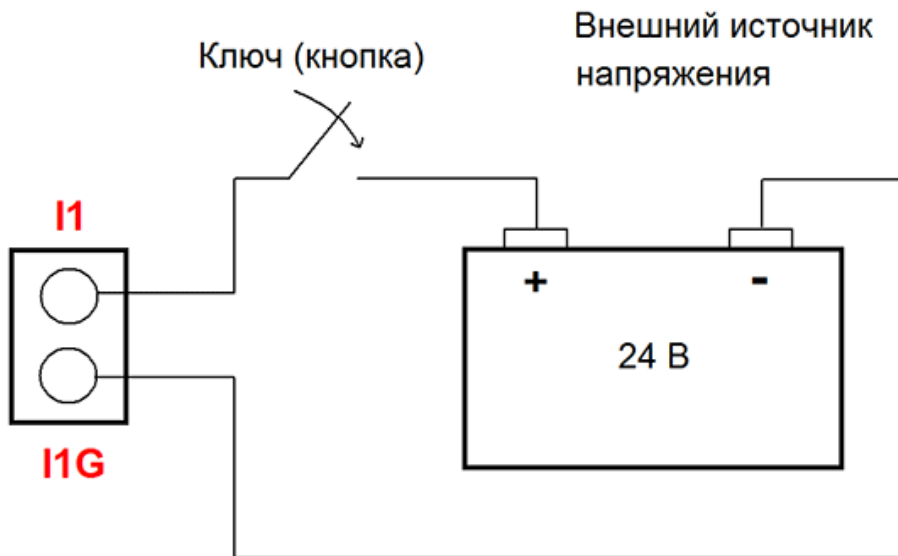 Внешний источник
напряжения
Ключ (кнопка)
I1
+ -
24 В
I1G